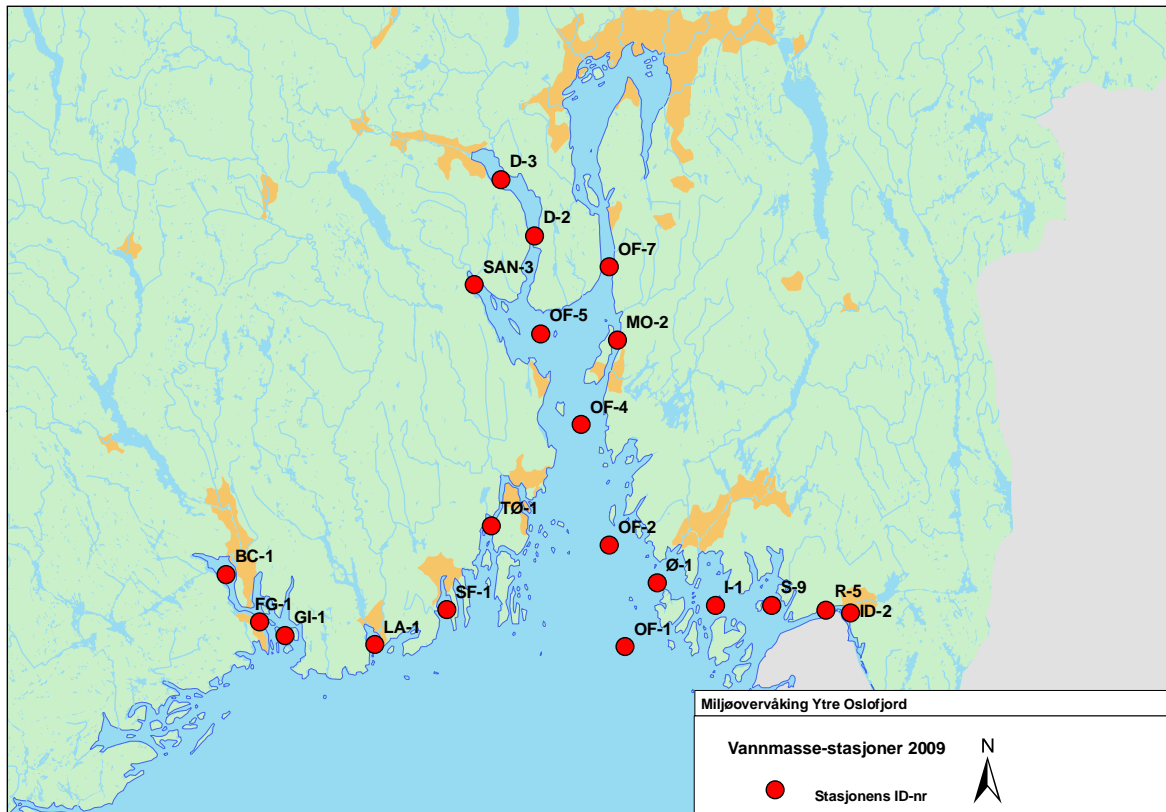 D-3
D-2
OF-7
SAN-3
OF-5
MO-2
OF-4
TØ-1
OF-2
BC-1
Ø-1
I-1
S-9
R-5
FG-1
SF-1
ID-2
GI-1
LA-1
OF-1
Miljøovervåking Ytre Oslofjord
Vannmasse-stasjoner 2009
N
Stasjonens ID-nr